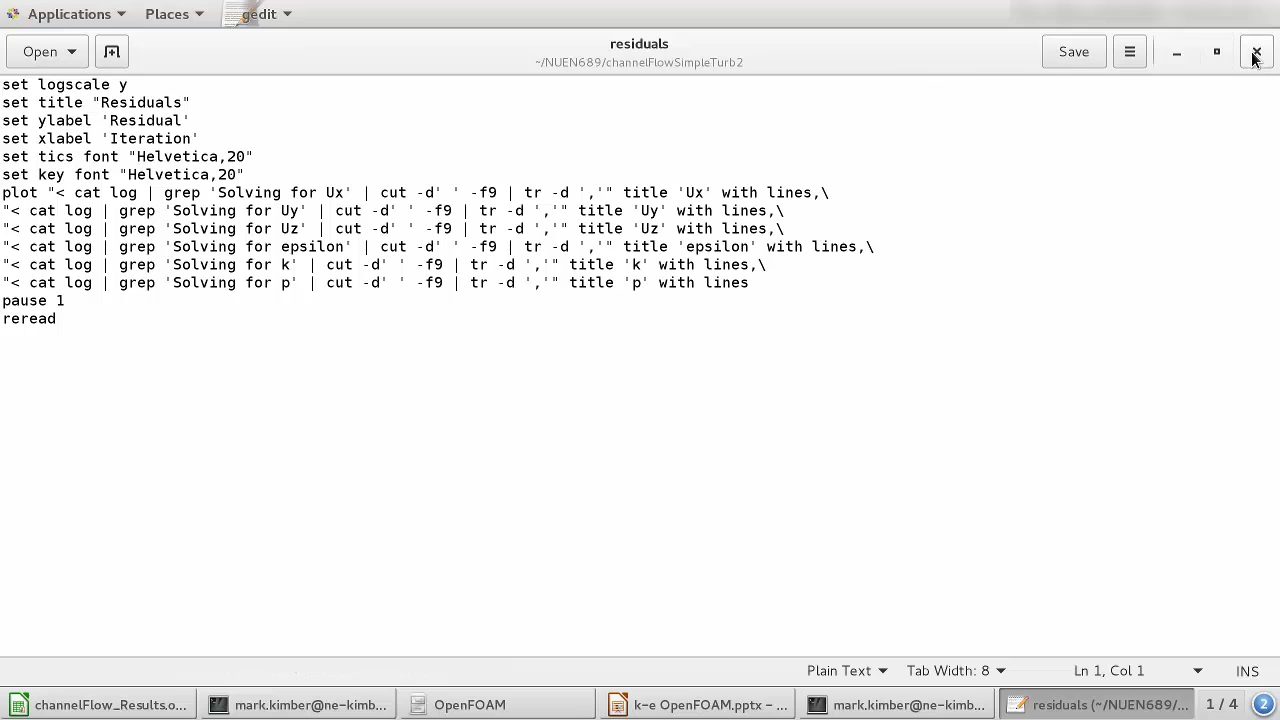 Applications Places gedit
Open residuals Save
~/NUEN689/channelFlowSimpleTurb2
set logscale y
set title "Residuals"
set ylabel 'Residual'
set xlabel 'Iteration'
set tics font "Helvetica,20"
set key font "Helvetica,20"
plot "< cat log | grep 'Solving for Ux' | cut -d' ' -f9 | tr -d ','" title 'Ux' with lines,\
"< cat log | grep 'Solving for Uy' | cut -d' ' -f9 | tr -d ','" title 'Uy' with lines,\
"< cat log | grep 'Solving for Uz' | cut -d' ' -f9 | tr -d ','" title 'Uz' with lines,\
"< cat log | grep 'Solving for epsilon' | cut -d' ' -f9 | tr -d ','" title 'epsilon' with lines,\
"< cat log | grep 'Solving for k' | cut -d' ' -f9 | tr -d ','" title 'k' with lines,\
"< cat log | grep 'Solving for p' | cut -d' ' -f9 | tr -d ','" title 'p' with lines
pause 1
reread
Plain Text Tab Width: 8 Ln 1, Col 1 INS
channelFlow_Results.o... mark.kimber@ne-kimb... OpenFOAM k-e OpenFOAM.pptx – ... mark.kimber@ne-kimb... residuals (~/NUEN689/... 1 / 4 2